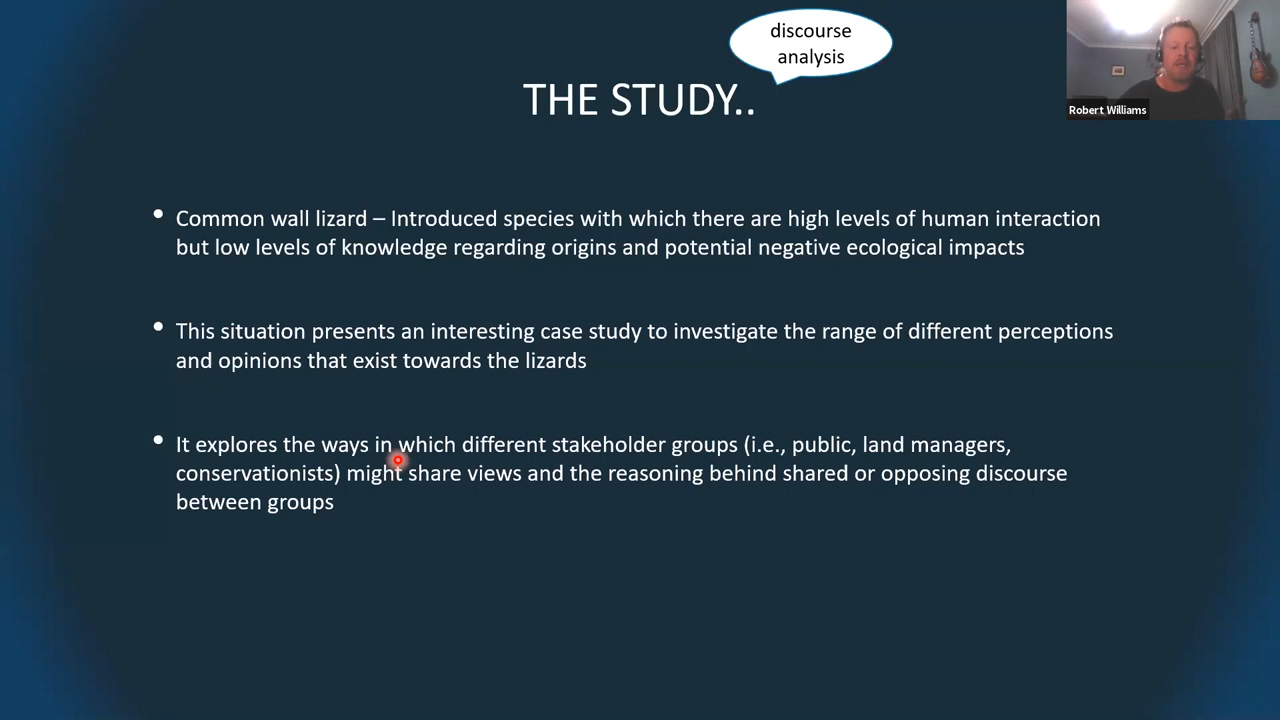 discourse
analysis
THE STUDY..
Robert Williams
• Common wall lizard – Introduced species with which there are high levels of human interaction
but low levels of knowledge regarding origins and potential negative ecological impacts
• This situation presents an interesting case study to investigate the range of different perceptions
and opinions that exist towards the lizards
• It explores the ways in which different stakeholder groups (i.e., public, land managers,
conservationists) might share views and the reasoning behind shared or opposing discourse
between groups